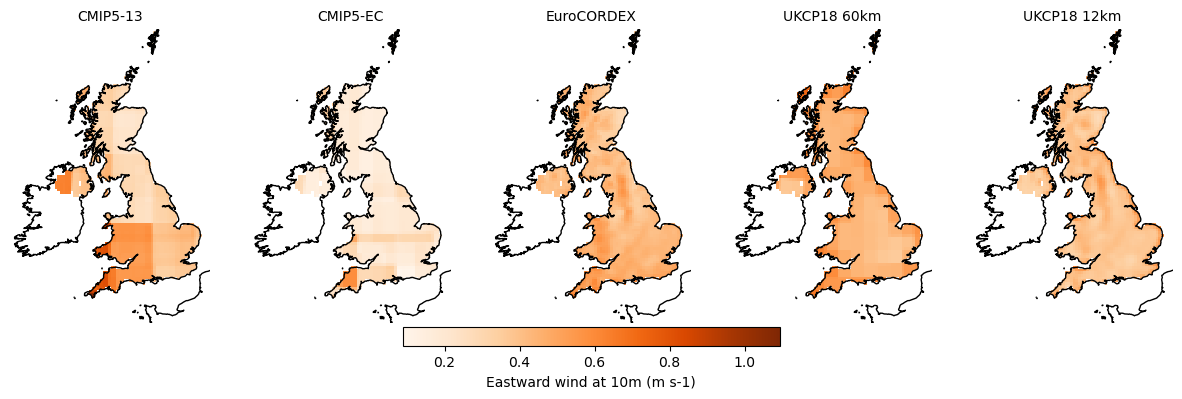 CMIP5-13 CMIP5-EC EuroCORDEX UKCP18 60km UKCP18 12km
0.2 0.4 0.6 0.8 1.0
Eastward wind at 10m (m s-1)